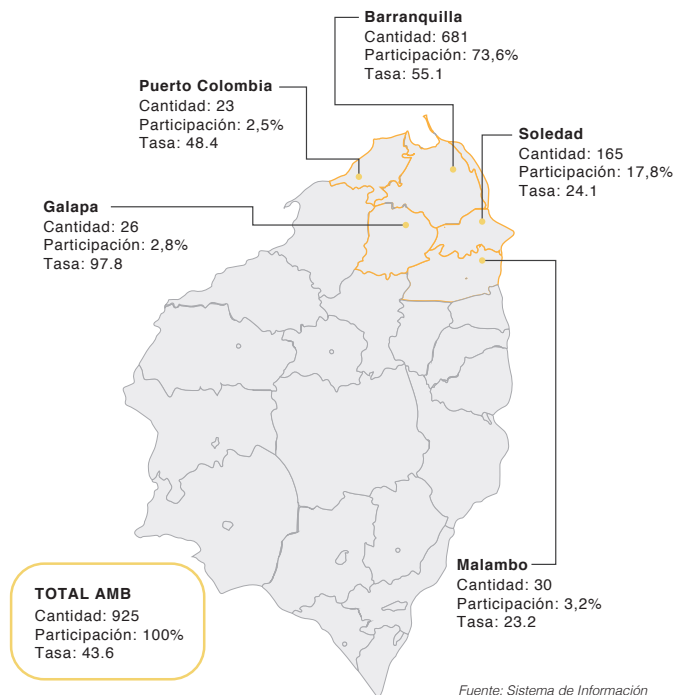 Barranquilla
Cantidad: 681
Participación: 73,6%
Tasa: 55.1
Puerto Colombia
Cantidad: 23
Participación: 2,5%
Tasa: 48.4
Soledad
Cantidad: 165
Participación: 17,8%
Tasa: 24.1
Galapa
Cantidad: 26
Participación: 2,8%
Tasa: 97.8
Malambo
Cantidad: 30
Participación: 3,2%
Tasa: 23.2
TOTAL AMB
Cantidad: 925
Participación: 100%
Tasa: 43.6
Fuente: Sistema de Información